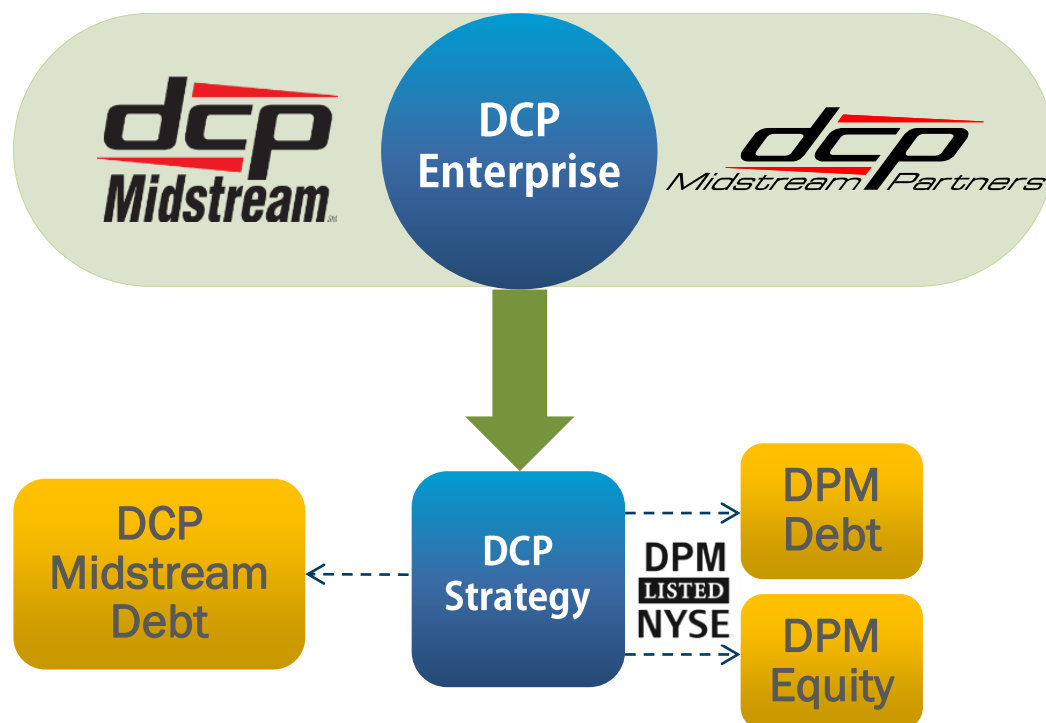 dcp
Midstream
DCP
Enterprise
dcp
Midstream Partners
DCP
Midstream
Debt
DCP
Strategy
DPM
LISTED
NYSE
DPM
Debt
DPM
Equity